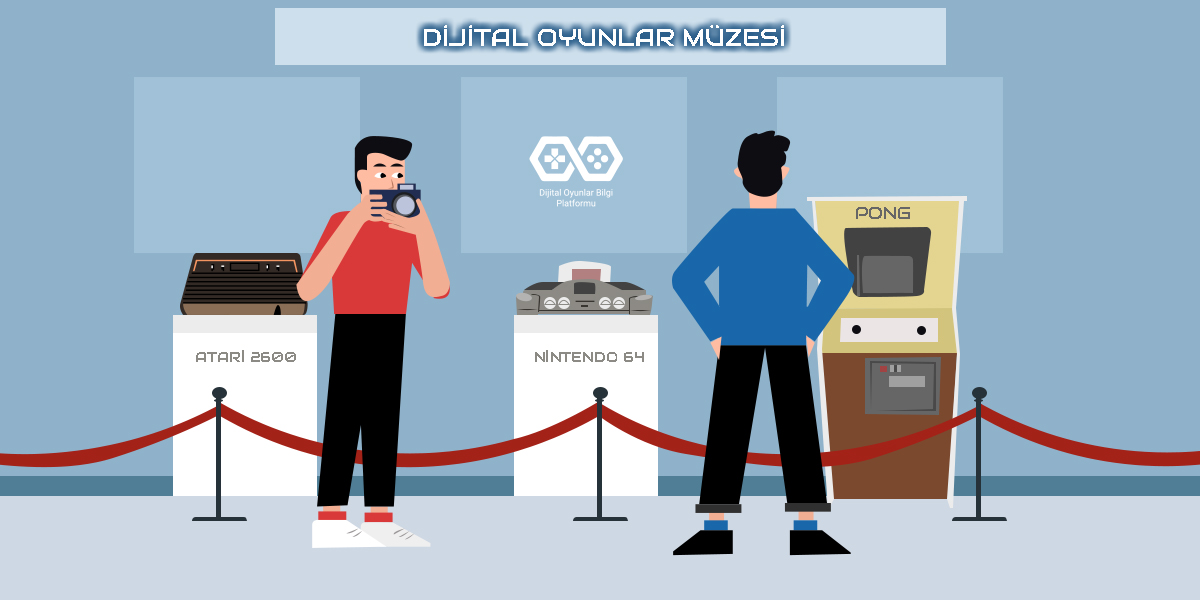 DİJİTAL OYUNLAR MÜZESİ
Dijital Oyunlar Bilgi
Platformu
PONG
ATARİ 2600
NİNTENDO 64